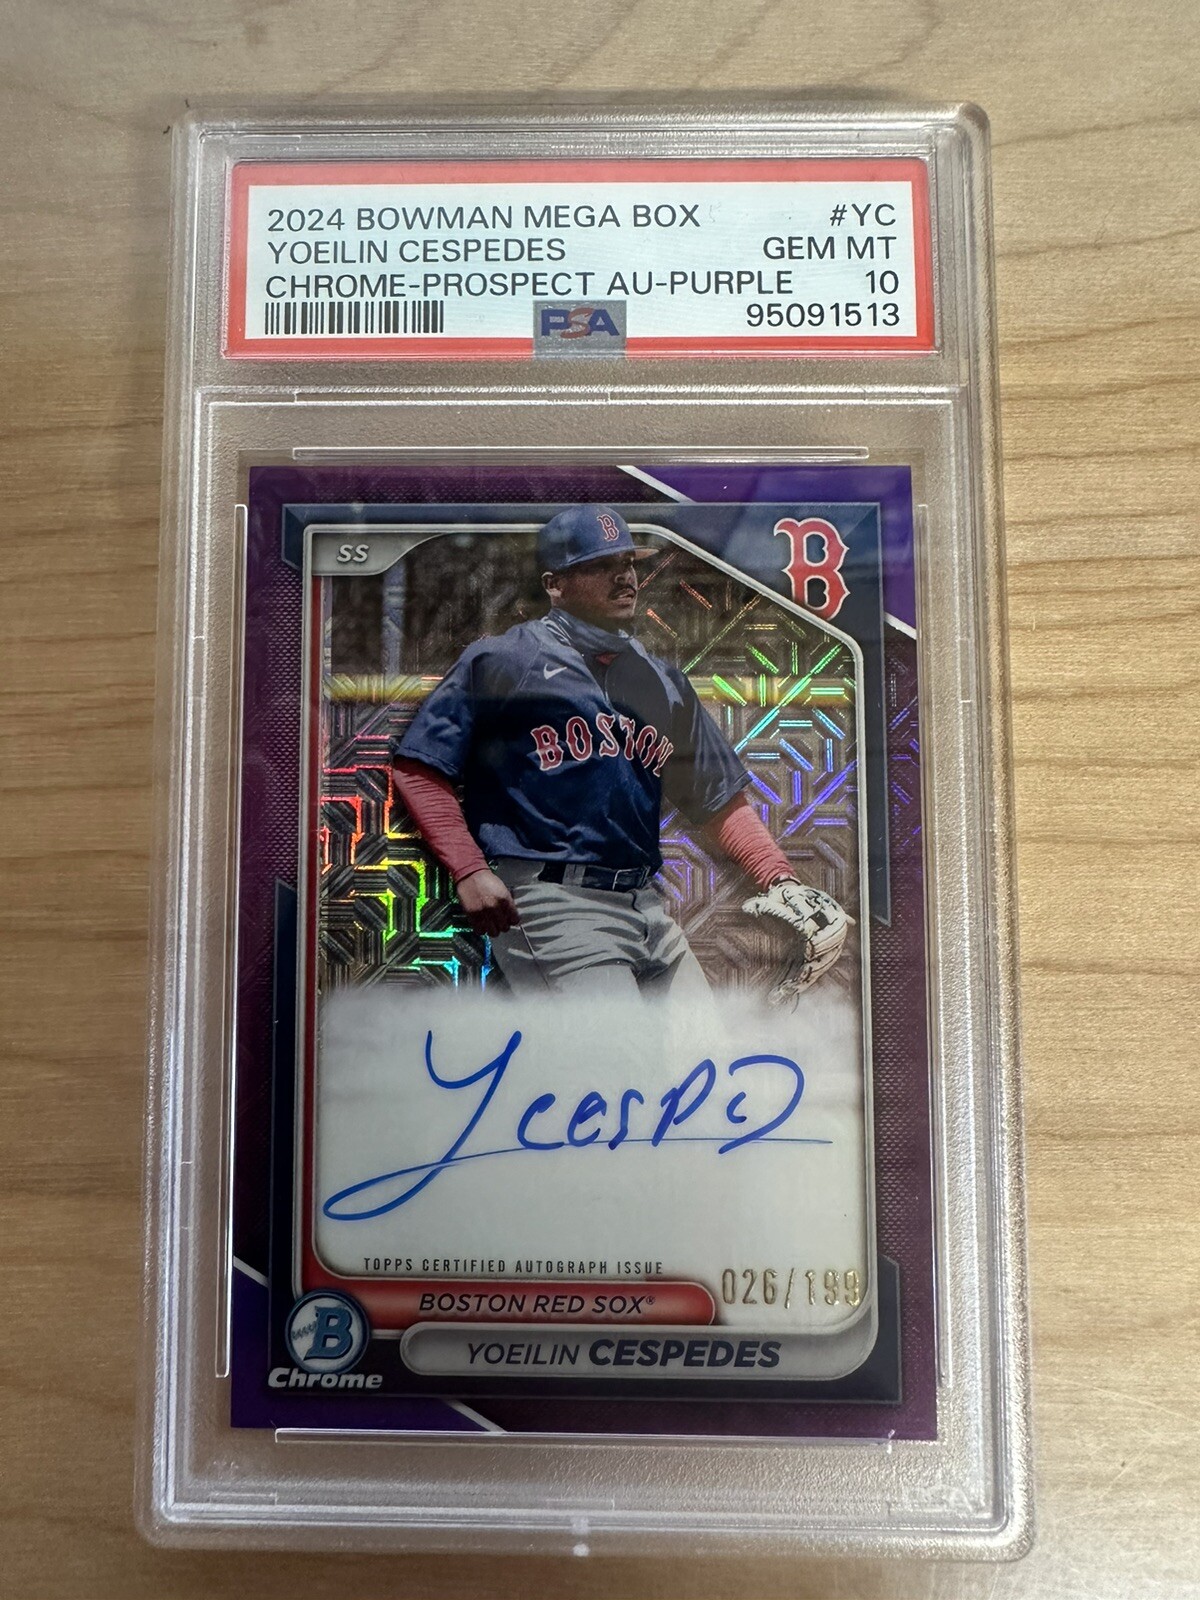 2024 BOWMAN MEGA BOX #YC
YOEILIN CESPEDES GEM MT
CHROME-PROSPECT AU-PURPLE 10
PSA 95091513
SS
B
B
BOSTON
Y CesPD
TOPPS CERTIFIED AUTOGRAPH ISSUE
026/199
BOSTON RED SOX®
B
YOEILIN CESPEDES
Chrome